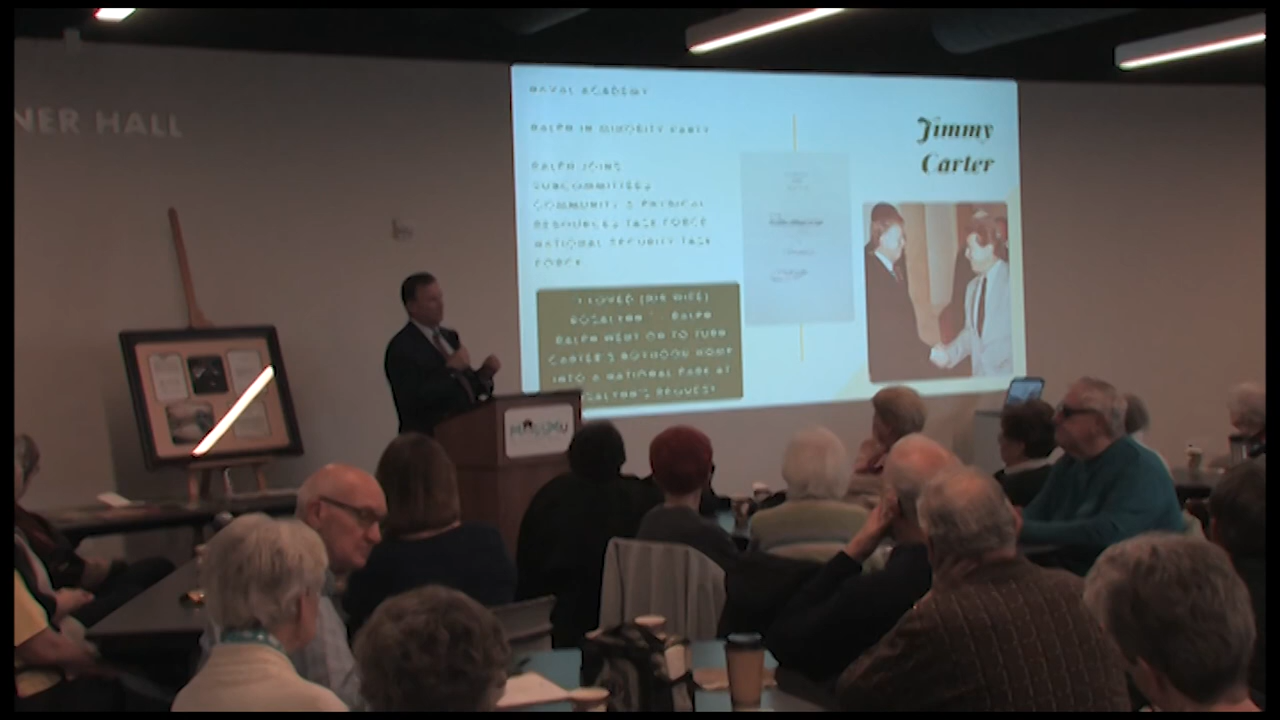 NER HALL
NAVAL ACADEMY
RALPH IN MINORITY PARTY
RALPH JOINS
SUBCOMMITTEES
COMMUNITY & PHYSICAL
RESOURCES TASK FORCE
NATIONAL SECURITY TASK
FORCE
I LOVED (HIS WIFE)
ROSALYNN RALPH
RALPH WENT ON TO TURN
CARTER'S BOYHOOD HOME
INTO A NATIONAL PARK AT
ROSALYNN'S REQUEST
Jimmy
Carter